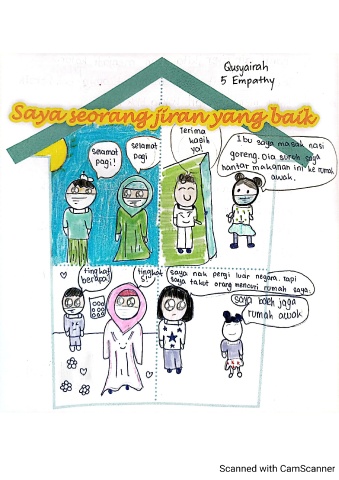 Qusyairah
5 Empathy
Saya seorang jiran yang baik
selamat
pagi!
selamat
pagi
Terima
kasih
ya!
Ibu saya masak nasi
goreng. Dia suruh saya
hantar makanan ini ke rumah
awak.
tingkat
berapa?
tingkat
5!
saya nak pergi luar negara. tapi
saya takut orang mencuri rumah saya.
saya boleh jaga
rumah awak
Scanned with CamScanner